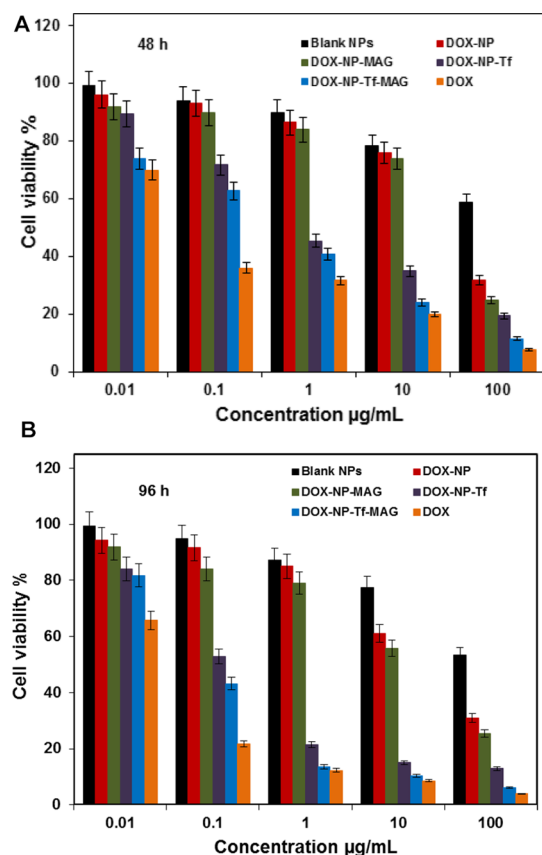 A
48 h
Blank NPs
DOX-NP
DOX-NP-MAG
DOX-NP-Tf
DOX-NP-Tf-MAG
DOX
Cell viability %
120
100
80
60
40
20
0
0.01 0.1 1 10 100
Concentration µg/mL
B
96 h
Blank NPs
DOX-NP
DOX-NP-MAG
DOX-NP-Tf
DOX-NP-Tf-MAG
DOX
Cell viability %
120
100
80
60
40
20
0
0.01 0.1 1 10 100
Concentration µg/mL